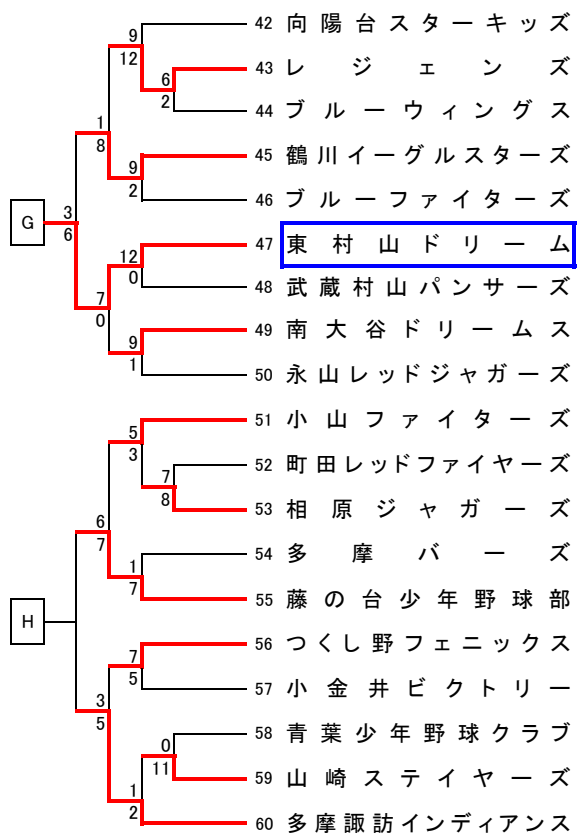 9 42 向陽台スターキッズ
12
6 43 レジェンズ
2 44 ブルーウィングス
1
8
9 45 鶴川イーグルスターズ
2 46 ブルーファイターズ
G 3
6
12 47 東村山ドリーム
0 48 武蔵村山パンサーズ
7
0
9 49 南大谷ドリームス
1 50 永山レッドジャガーズ
5 51 小山ファイターズ
3
7 52 町田レッドファイヤーズ
8 53 相原ジャガーズ
6
7
1 54 多摩バーズ
7 55 藤の台少年野球部
H
7 56 つくし野フェニックス
5 57 小金井ビクトリー
3
5
0 58 青葉少年野球クラブ
11 59 山崎ステイヤーズ
1
2 60 多摩諏訪インディアンス